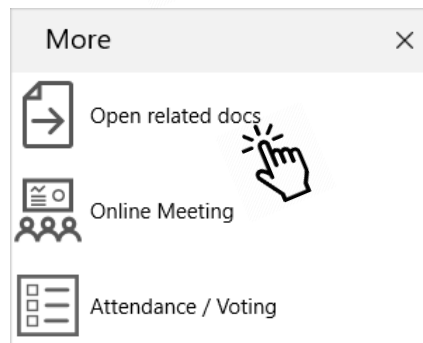 More
Open related docs
Online Meeting
Attendance / Voting